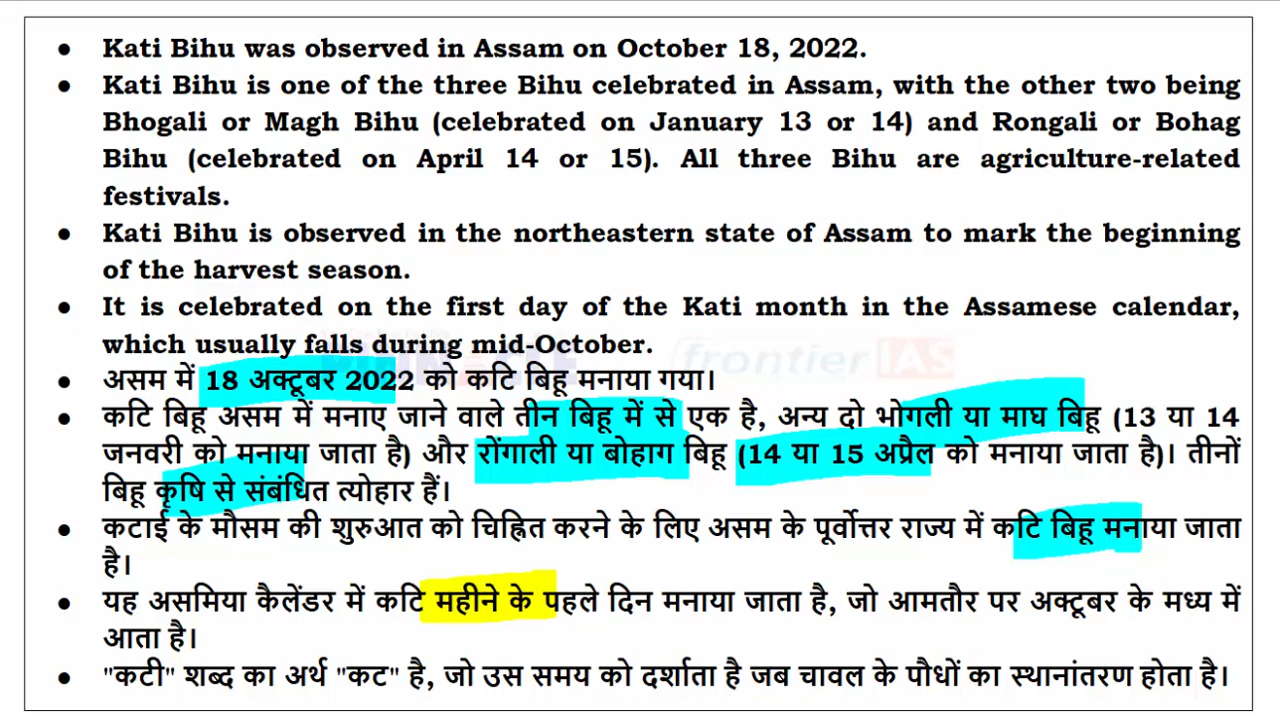 ● Kati Bihu was observed in Assam on October 18, 2022.
● Kati Bihu is one of the three Bihu celebrated in Assam, with the other two being
Bhogali or Magh Bihu (celebrated on January 13 or 14) and Rongali or Bohag
Bihu (celebrated on April 14 or 15). All three Bihu are agriculture-related
festivals.
● Kati Bihu is observed in the northeastern state of Assam to mark the beginning
of the harvest season.
● It is celebrated on the first day of the Kati month in the Assamese calendar,
which usually falls during mid-October.
frontier IAS
● असम में 18 अक्टूबर 2022 को कटि बिहू मनाया गया।
● कटि बिहू असम में मनाए जाने वाले तीन बिहू में से एक है, अन्य दो भोगली या माघ बिहू (13 या 14
जनवरी को मनाया जाता है) और रोंगाली या बोहाग बिहू (14 या 15 अप्रैल को मनाया जाता है)। तीनों
बिहू कृषि से संबंधित त्योहार हैं।
● कटाई के मौसम की शुरुआत को चिह्नित करने के लिए असम के पूर्वोत्तर राज्य में कटि बिहू मनाया जाता
है।
● यह असमिया कैलेंडर में कटि महीने के पहले दिन मनाया जाता है, जो आमतौर पर अक्टूबर के मध्य में
आता है।
● "कटी" शब्द का अर्थ "कट" है, जो उस समय को दर्शाता है जब चावल के पौधों का स्थानांतरण होता है।